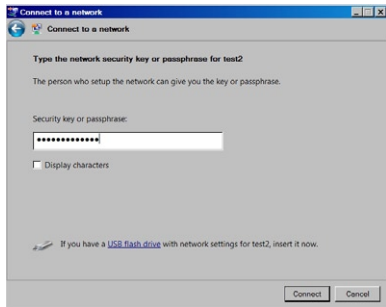 Connect to a network
Connect to a network
Type the network security key or passphrase for test2
The person who setup the network can give you the key or passphrase.
Security key or passphrase:
•••••••••••••
Display characters
If you have a USB flash drive with network settings for test2, insert it now.
Connect Cancel